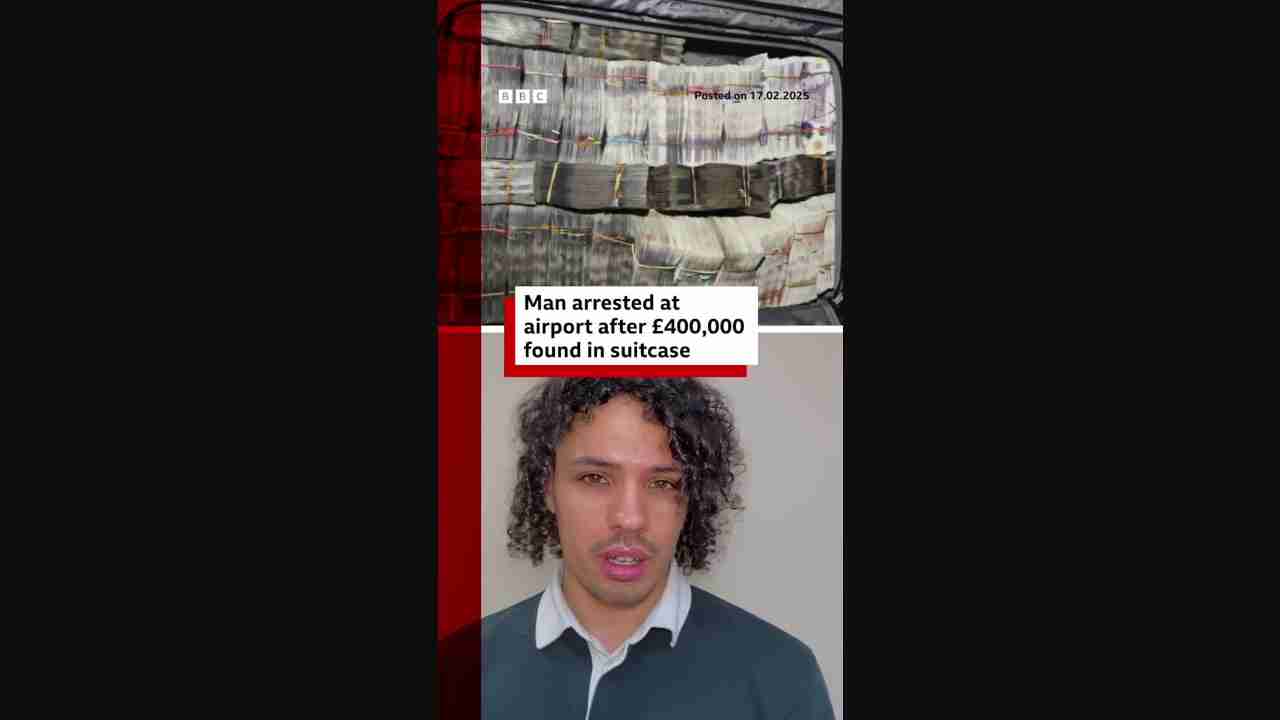 BBC
Posted on 17.02.2025
Man arrested at
airport after £400,000
found in suitcase